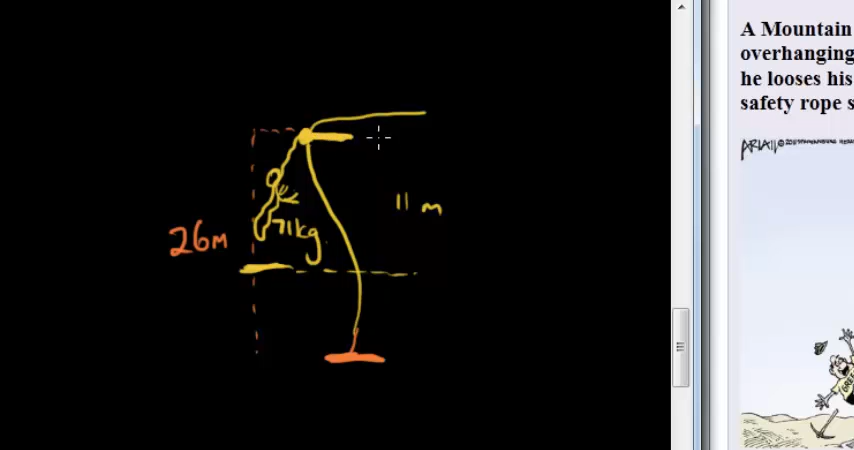 11 m
71kg
26m
A Mountain
overhanging
he looses his
safety rope s